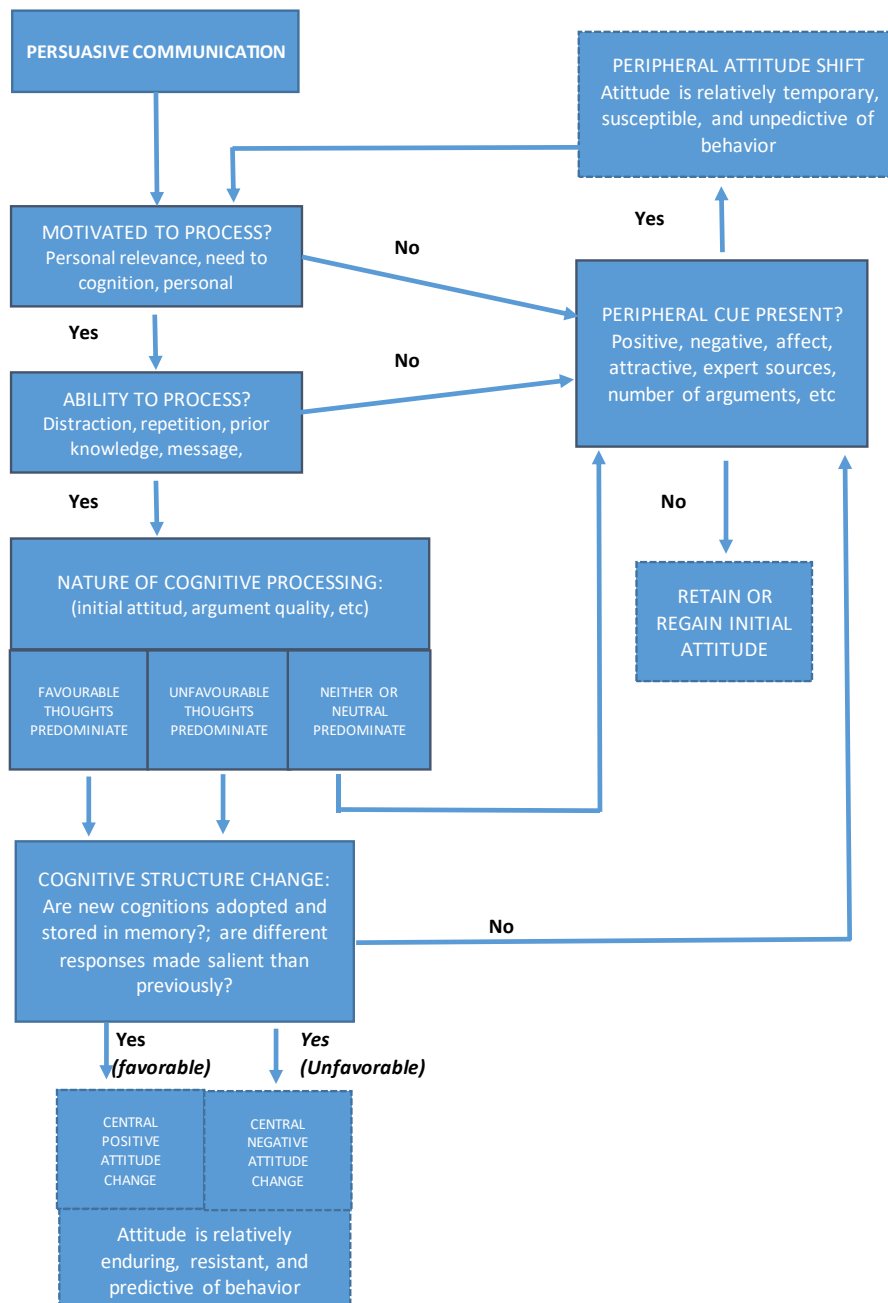 PERSUASIVE COMMUNICATION
PERIPHERAL ATTITUDE SHIFT
Atittude is relatively temporary,
susceptible, and unpedictive of
behavior
Yes
MOTIVATED TO PROCESS?
Personal relevance, need to
cognition, personal
No
PERIPHERAL CUE PRESENT?
Positive, negative, affect,
attractive, expert sources,
number of arguments, etc
Yes
No
ABILITY TO PROCESS?
Distraction, repetition, prior
knowledge, message,
Yes
No
NATURE OF COGNITIVE PROCESSING:
(initial attitud, argument quality, etc)
RETAIN OR
REGAIN INITIAL
ATTITUDE
FAVOURABLE
THOUGHTS
PREDOMINIATE
UNFAVOURABLE
THOUGHTS
PREDOMINIATE
NEITHER OR
NEUTRAL
PREDOMINATE
COGNITIVE STRUCTURE CHANGE:
Are new cognitions adopted and
stored in memory?; are different
responses made salient than
previously?
No
Yes
(favorable)
Yes
(Unfavorable)
CENTRAL
POSITIVE
ATTITUDE
CHANGE
CENTRAL
NEGATIVE
ATTITUDE
CHANGE
Attitude is relatively
enduring, resistant, and
predictive of behavior